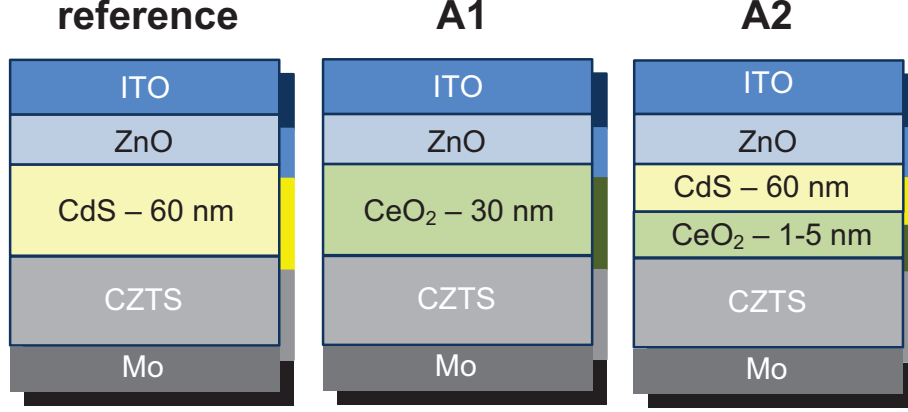 reference
ITO
ZnO
CdS – 60 nm
CZTS
Mo
A1
ITO
ZnO
CeO₂ – 30 nm
CZTS
Mo
A2
ITO
ZnO
CdS – 60 nm
CeO₂ – 1-5 nm
CZTS
Mo